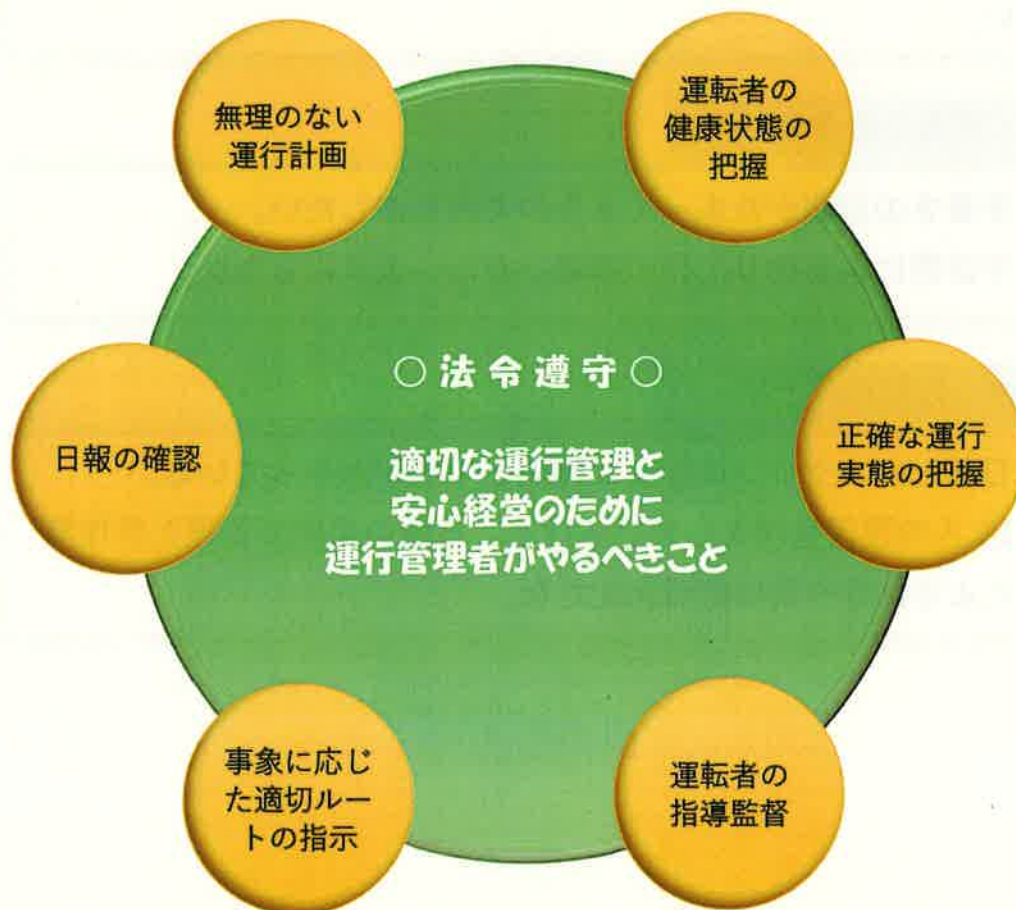 無理のない
運行計画
運転者の
健康状態の
把握
日報の確認
○法令遵守○
適切な運行管理と
安心経営のために
運行管理者がやるべきこと
正確な運行
実態の把握
事象に応じ
た適切ルー
トの指示
運転者の
指導監督